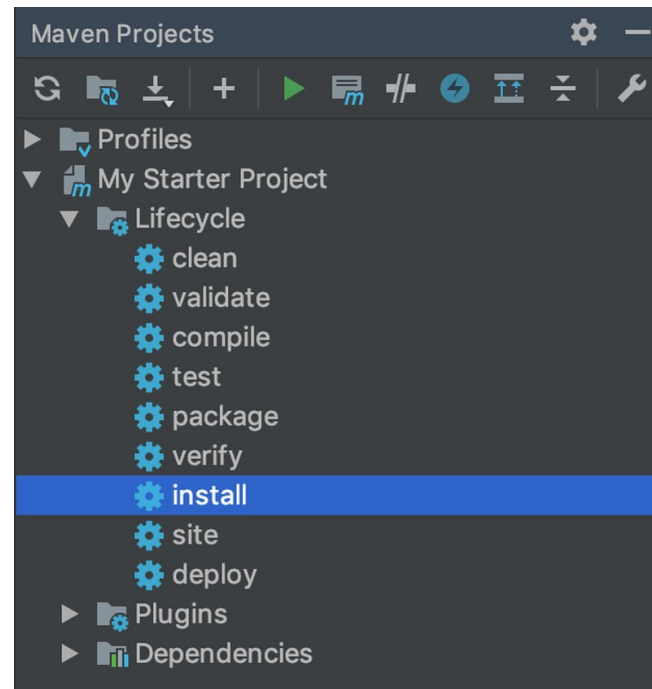 Maven Projects
Profiles
My Starter Project
Lifecycle
clean
validate
compile
test
package
verify
install
site
deploy
Plugins
Dependencies